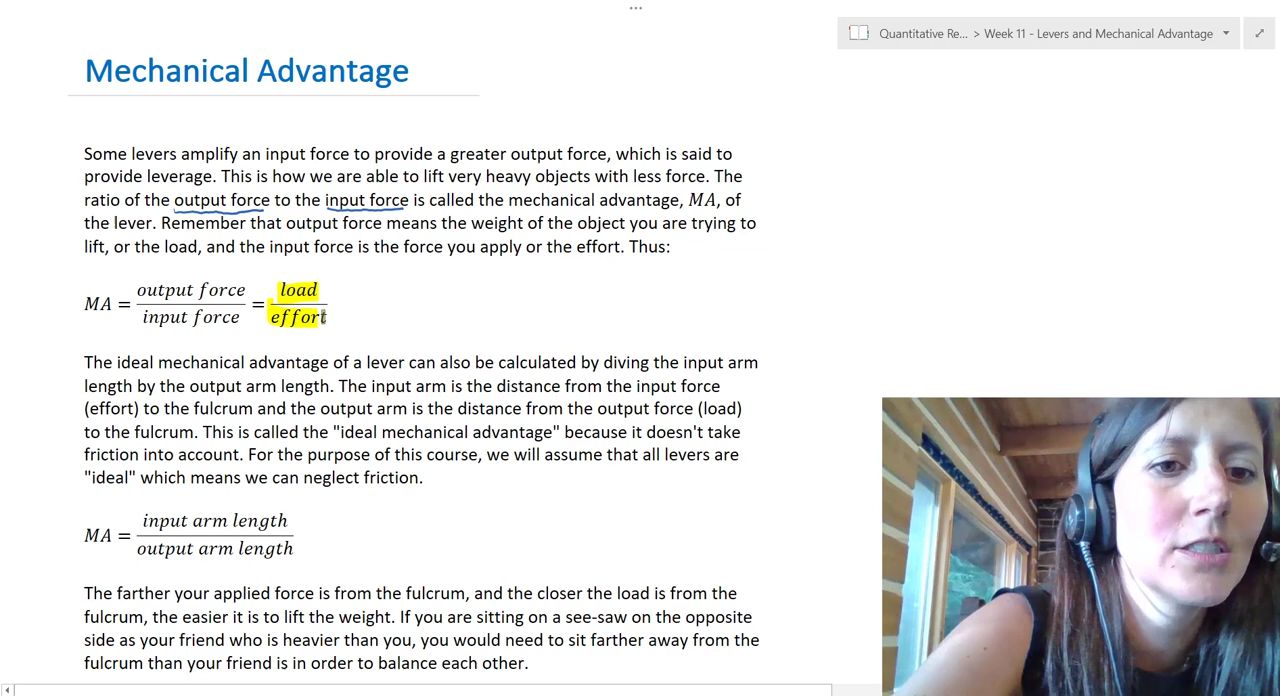 ...
Quantitative Re... > Week 11 - Levers and Mechanical Advantage
Mechanical Advantage
Some levers amplify an input force to provide a greater output force, which is said to
provide leverage. This is how we are able to lift very heavy objects with less force. The
ratio of the output force to the input force is called the mechanical advantage, MA, of
the lever. Remember that output force means the weight of the object you are trying to
lift, or the load, and the input force is the force you apply or the effort. Thus:
MA = output force / input force = load / effort
The ideal mechanical advantage of a lever can also be calculated by diving the input arm
length by the output arm length. The input arm is the distance from the input force
(effort) to the fulcrum and the output arm is the distance from the output force (load)
to the fulcrum. This is called the "ideal mechanical advantage" because it doesn't take
friction into account. For the purpose of this course, we will assume that all levers are
"ideal" which means we can neglect friction.
MA = input arm length / output arm length
The farther your applied force is from the fulcrum, and the closer the load is from the
fulcrum, the easier it is to lift the weight. If you are sitting on a see-saw on the opposite
side as your friend who is heavier than you, you would need to sit farther away from the
fulcrum than your friend is in order to balance each other.